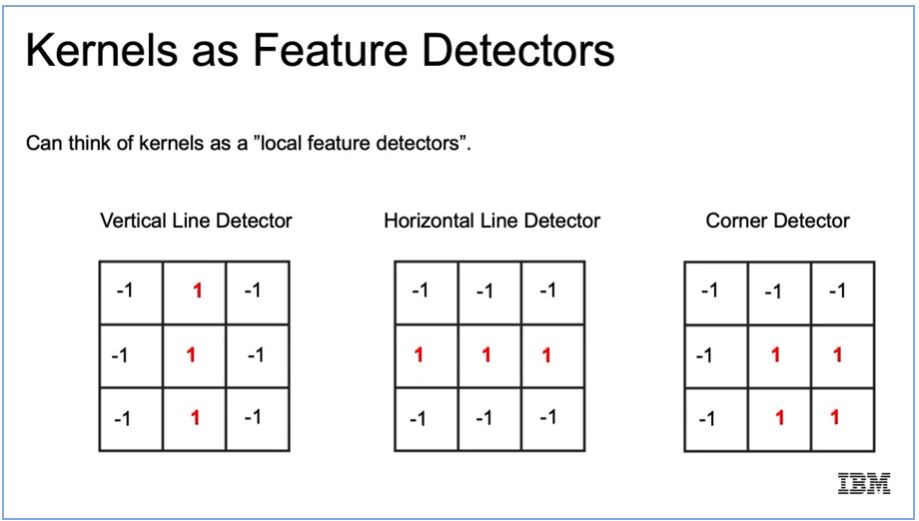 Kernels as Feature Detectors
Can think of kernels as a ”local feature detectors”.
Vertical Line Detector Horizontal Line Detector Corner Detector
-1 1 -1 -1 -1 -1 -1 -1 -1
-1 1 -1 1 1 1 -1 1 1
-1 1 -1 -1 -1 -1 -1 1 1
IBM